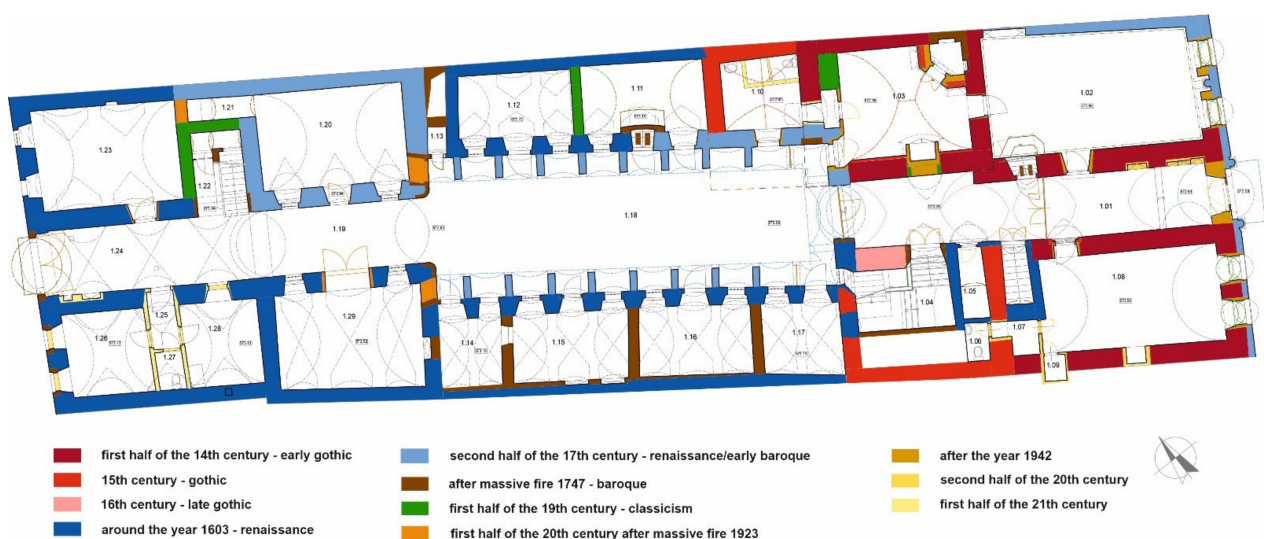 1.02
1.03
1.10
1.11
1.12
1.13
1.21
1.20
1.23
1.22
1.24
1.19
1.18
1.01
1.08
1.04
1.05
1.06
1.07
1.09
1.17
1.16
1.15
1.14
1.29
1.28
1.25
1.27
1.26
first half of the 14th century - early gothic
15th century - gothic
16th century - late gothic
around the year 1603 - renaissance
second half of the 17th century - renaissance/early baroque
after massive fire 1747 - baroque
first half of the 19th century - classicism
first half of the 20th century after massive fire 1923
after the year 1942
second half of the 20th century
first half of the 21th century